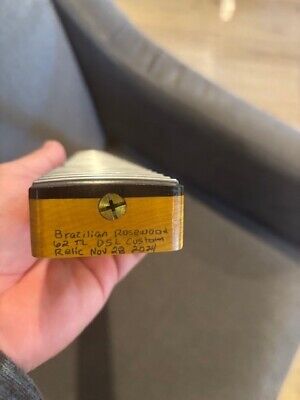 Brazilian Rosewood
62 TL DSL Custom
Relic Nov 28 2024